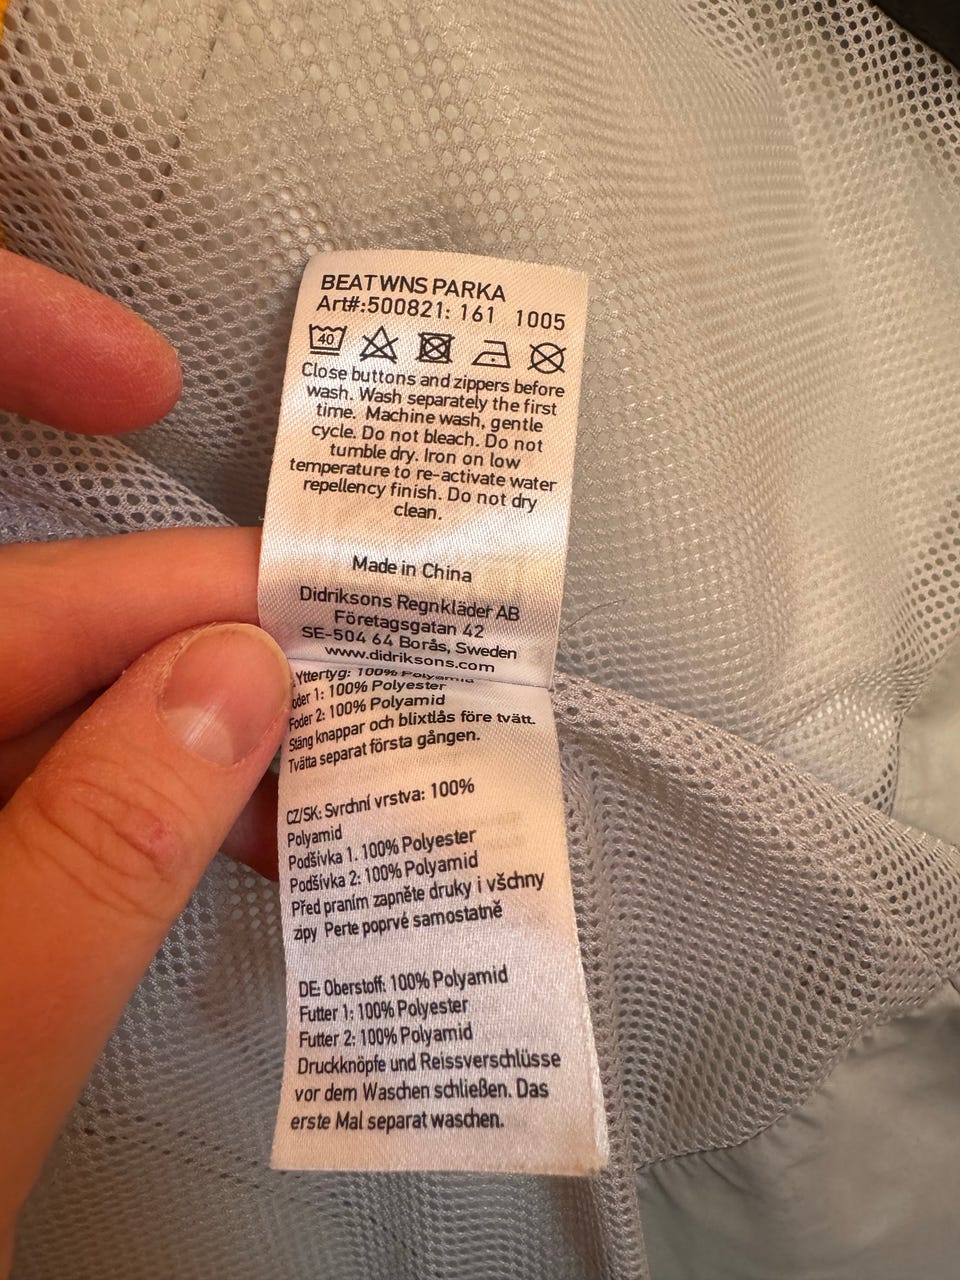 BEAT WNS PARKA
Art#:500821: 161 1005
40
Close buttons and zippers before
wash. Wash separately the first
time. Machine wash, gentle
cycle. Do not bleach. Do not
tumble dry. Iron on low
temperature to re-activate water
repellency finish. Do not dry
clean.
Made in China
Didriksons Regnkläder AB
Företagsgatan 42
SE-504 64 Borås, Sweden
www.didriksons.com
Yttertyg: 100% Polyamid
oder 1: 100% Polyester
Foder 2: 100% Polyamid
Stäng knappar och blixtlås före tvätt.
Tvätta separat första gången.
CZ/SK: Svrchní vrstva: 100%
Polyamid
Podšívka 1. 100% Polyester
Podšívka 2: 100% Polyamid
Před praním zapněte druky i všchny
zipy Perte poprvé samostatně
DE: Oberstoff: 100% Polyamid
Futter 1: 100% Polyester
Futter 2: 100% Polyamid
Druckknöpfe und Reissverschlüsse
vor dem Waschen schließen. Das
erste Mal separat waschen.